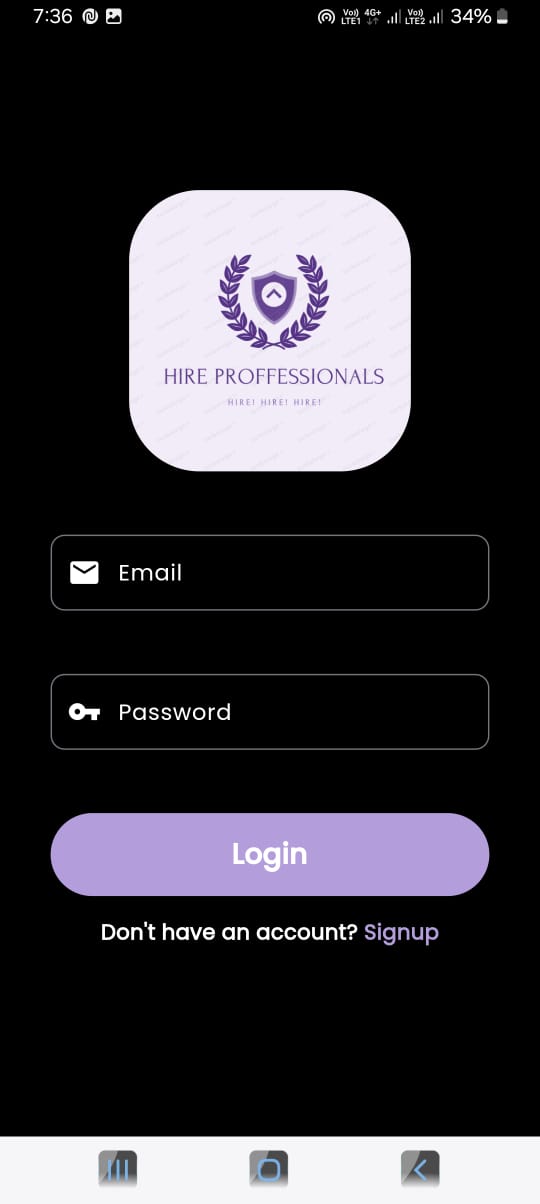 7:36 Vo)) LTE1 4G+ Vo)) LTE2 34%
HIRE PROFFESSIONALS
HIRE! HIRE! HIRE!
Email
Password
Login
Don't have an account? Signup